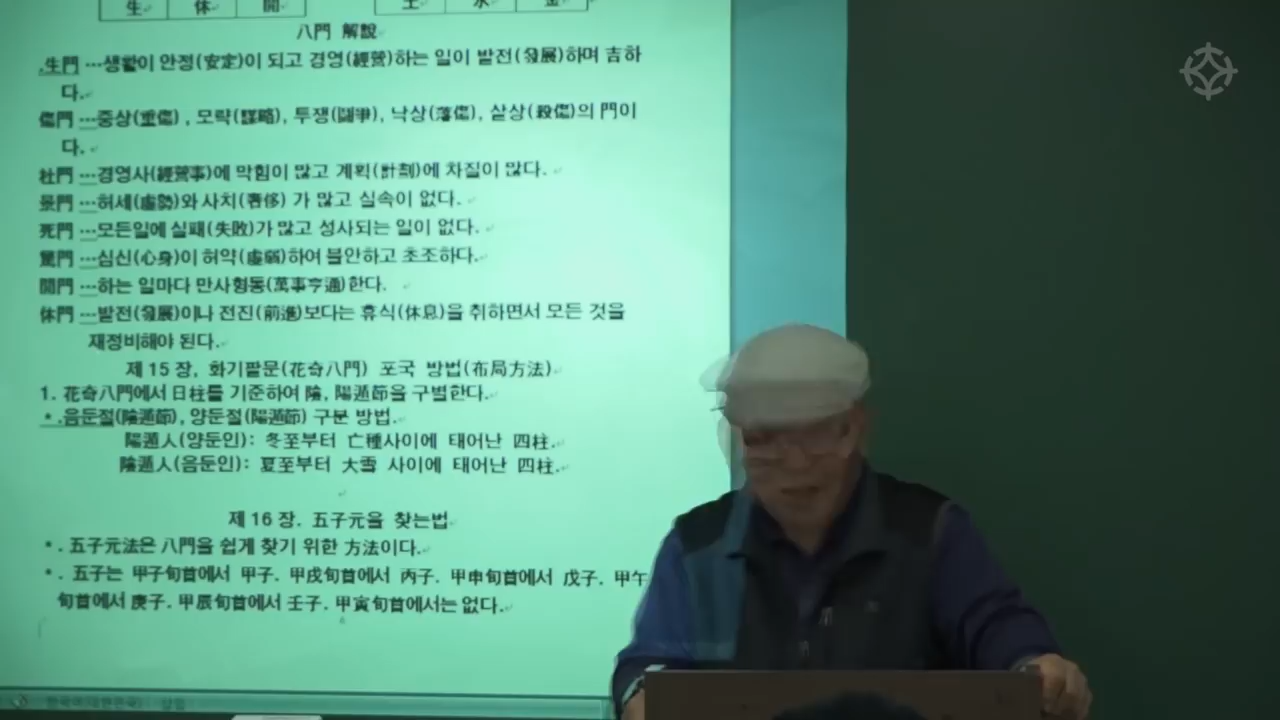 生 休 開 土 水 金
八門 解說
.生門 …생활이 안정(安定)이 되고 경영(經營)하는 일이 발전(發展)하며 吉하
다.
傷門 …중상(重傷) , 모략(謀略), 투쟁(鬪爭), 낙상(落傷), 살상(殺傷)의 門이
다.
杜門 …경영사(經營事)에 막힘이 많고 계획(計劃)에 차질이 많다.
景門 …허세(虛勢)와 사치(奢侈) 가 많고 실속이 없다.
死門 …모든일에 실패(失敗)가 많고 성사되는 일이 없다.
驚門 …심신(心身)이 허약(虛弱)하여 불안하고 초조하다.
開門 …하는 일마다 만사형통(萬事亨通)한다.
休門 …발전(發展)이나 전진(前進)보다는 휴식(休息)을 취하면서 모든 것을
재정비해야 된다.
제 15 장, 화기팔문(花奇八門) 포국 방법(布局方法)
1. 花奇八門에서 日柱를 기준하여 陰, 陽遁節을 구별한다.
* .음둔절(陰遁節), 양둔절(陽遁節) 구분 방법.
陽遁人(양둔인): 冬至부터 亡種사이에 태어난 四柱.
陰遁人(음둔인): 夏至부터 大雪 사이에 태어난 四柱.
제 16 장. 五子元을 찾는법
* . 五子元法은 八門을 쉽게 찾기 위한 方法이다.
* . 五子는 甲子旬首에서 甲子. 甲戌旬首에서 丙子. 甲申旬首에서 戊子. 甲午
旬首에서 庚子. 甲辰旬首에서 壬子. 甲寅旬首에서는 없다.
한국어(대한민국) 삽입